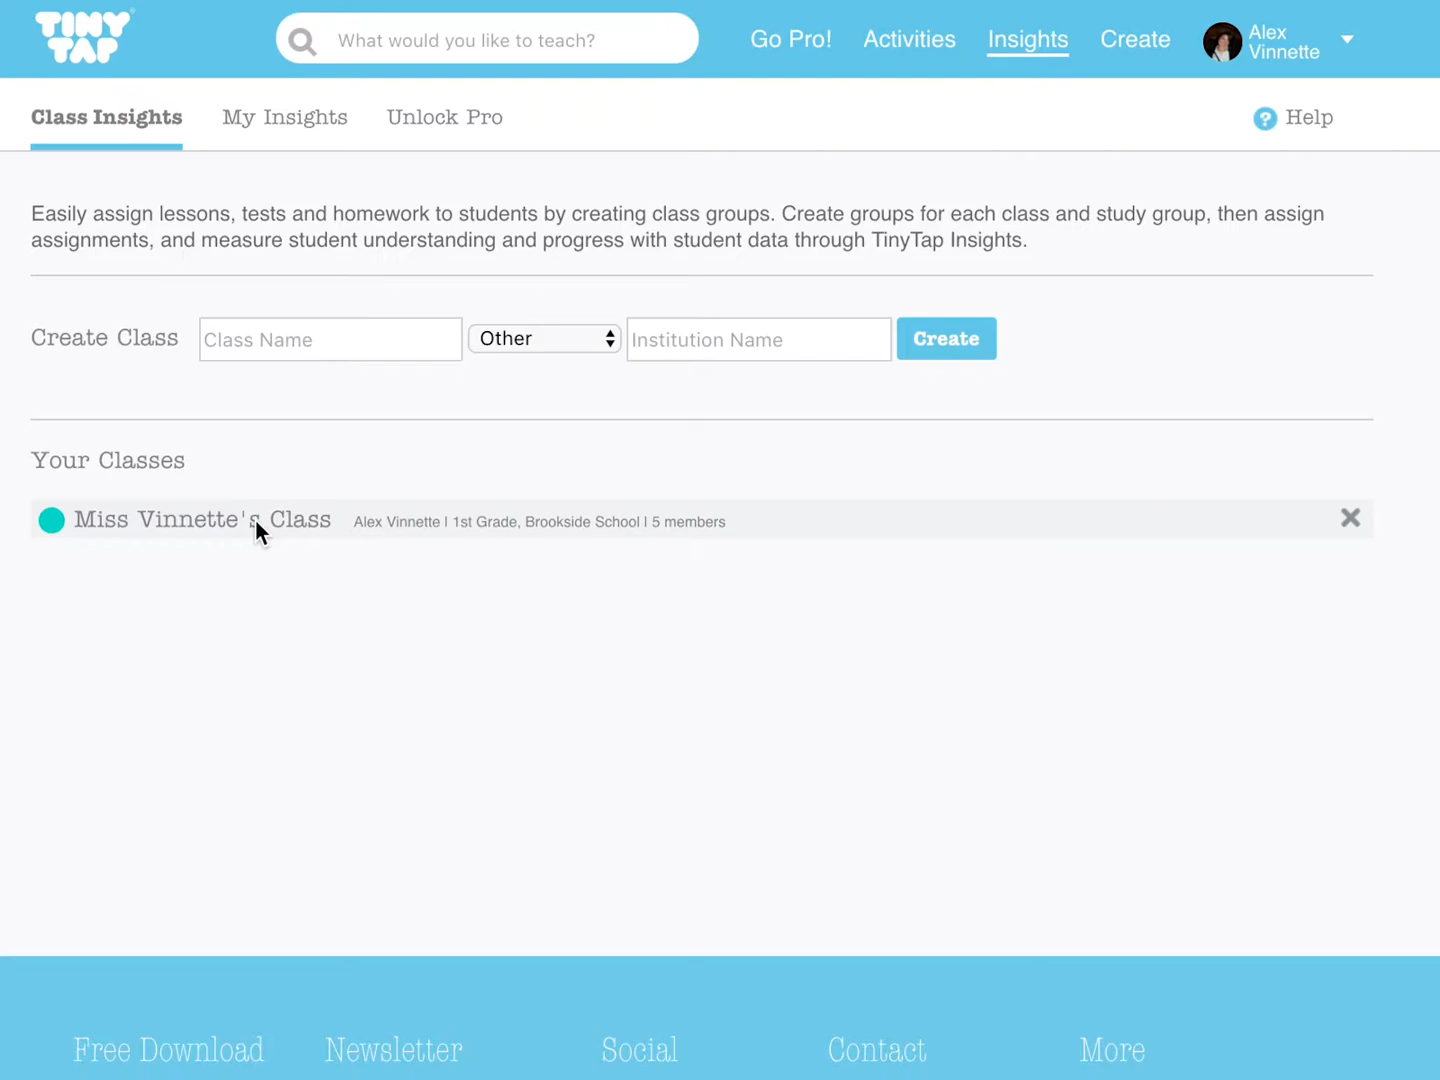 TINY TAP
What would you like to teach?
Go Pro!
Activities
Insights
Create
Alex Vinnette
Class Insights
My Insights
Unlock Pro
? Help
Easily assign lessons, tests and homework to students by creating class groups. Create groups for each class and study group, then assign
assignments, and measure student understanding and progress with student data through TinyTap Insights.
Create Class
Class Name
Other
Institution Name
Create
Your Classes
Miss Vinnette's Class
Alex Vinnette | 1st Grade, Brookside School | 5 members
Free Download
Newsletter
Social
Contact
More